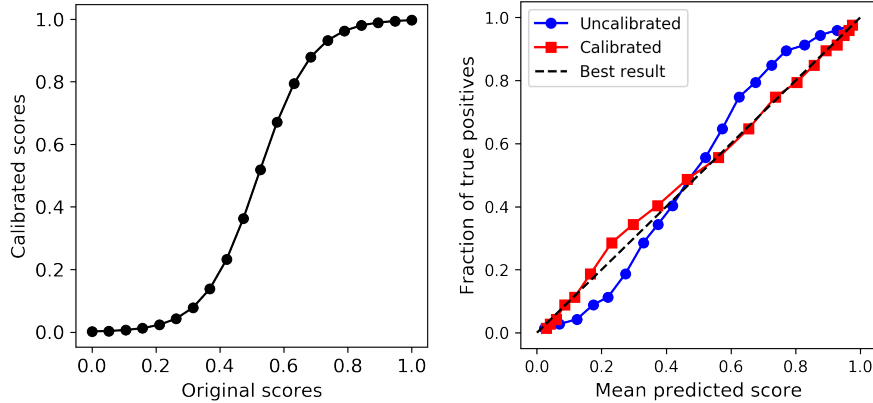 Calibrated scores
1.0
0.8
0.6
0.4
0.2
0.0
0.0 0.2 0.4 0.6 0.8 1.0
Original scores
Fraction of true positives
1.0
0.8
0.6
0.4
0.2
0.0
Uncalibrated
Calibrated
Best result
0.0 0.2 0.4 0.6 0.8 1.0
Mean predicted score